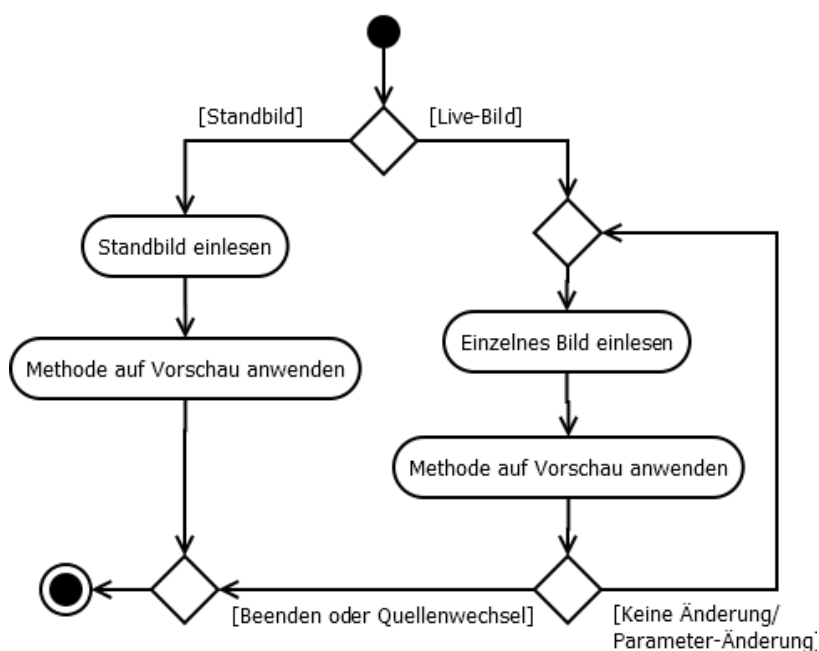 [Standbild]
[Live-Bild]
Standbild einlesen
Methode auf Vorschau anwenden
Einzelnes Bild einlesen
Methode auf Vorschau anwenden
[Beenden oder Quellenwechsel]
[Keine Änderung/
Parameter-Änderung]